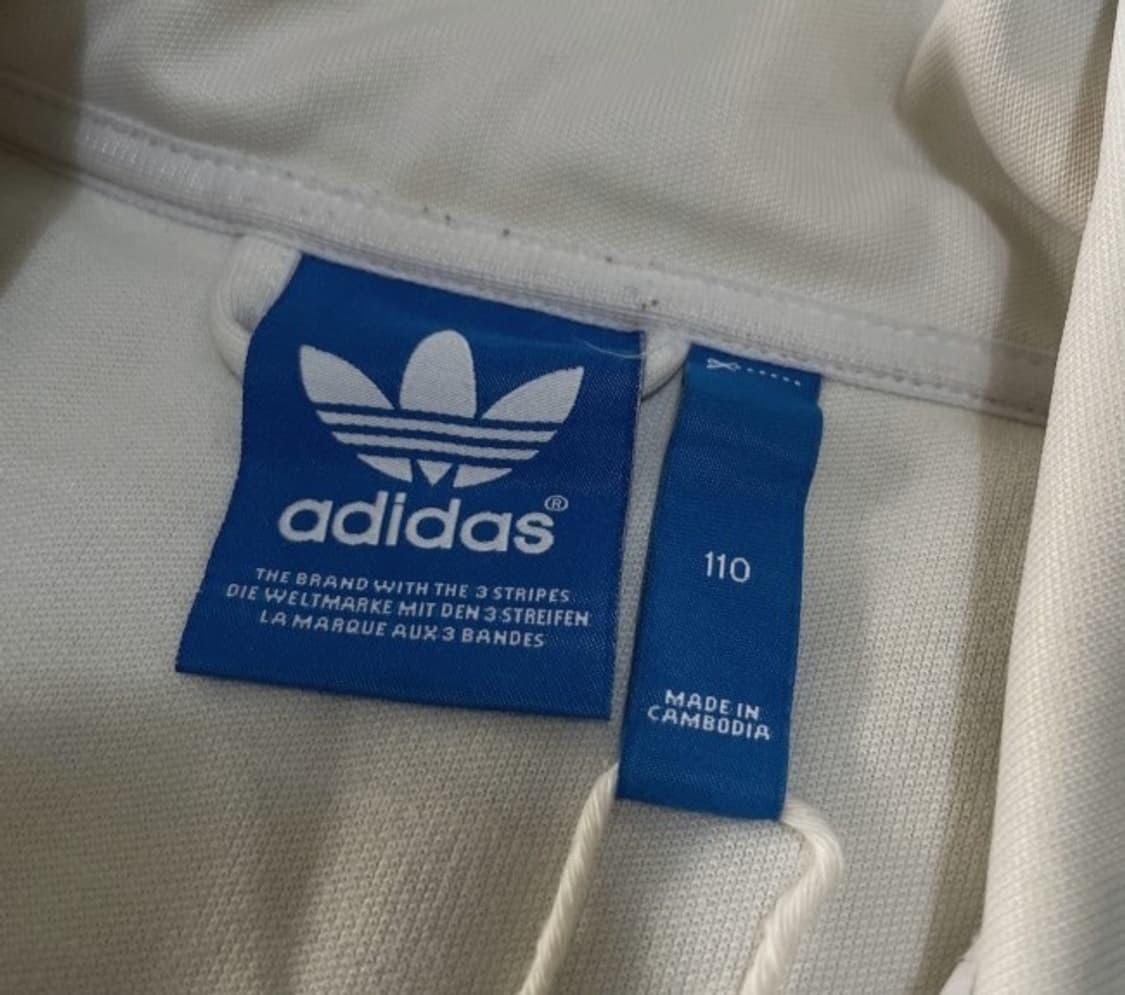 adidas®
THE BRAND WITH THE 3 STRIPES
DIE WELTMARKE MIT DEN 3 STREIFEN
LA MARQUE AUX 3 BANDES
110
MADE IN
CAMBODIA